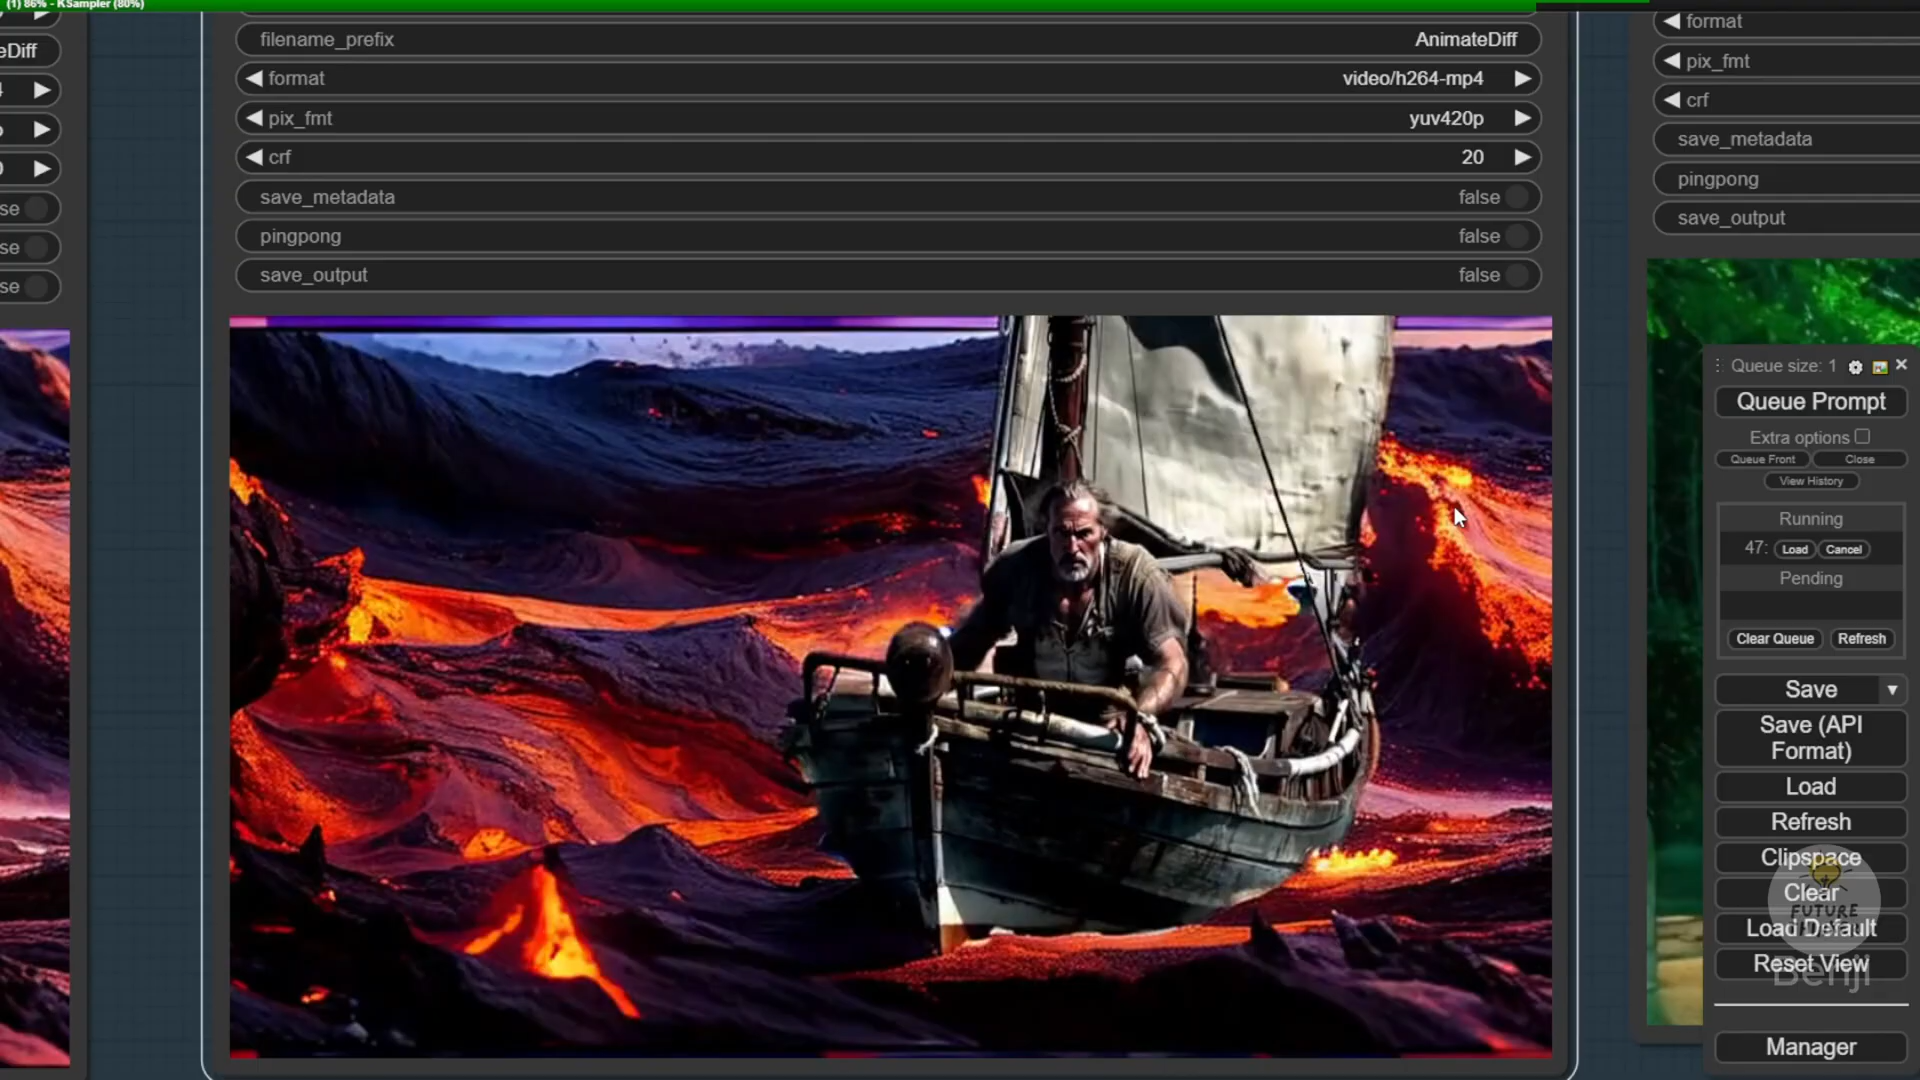 (1) 86% - KSampler (80%)
eDiff
se
se
se
filename_prefix AnimateDiff
format video/h264-mp4
pix_fmt yuv420p
crf 20
save_metadata false
pingpong false
save_output false
format
pix_fmt
crf
save_metadata
pingpong
save_output
Queue size: 1
Queue Prompt
Extra options
Queue Front Close
View History
Running
47: Load Cancel
Pending
Clear Queue Refresh
Save
Save (API
Format)
Load
Refresh
Clipspace
Clear
Load Default
Reset View
Manager
FUTURE
Benji